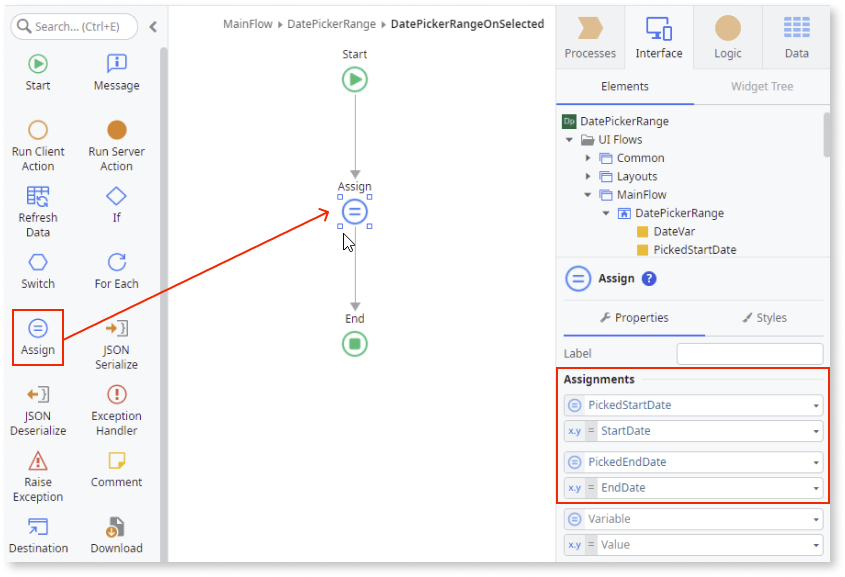 Search... (Ctrl+E)
Start
Message
Run Client
Action
Run Server
Action
Refresh
Data
If
Switch
For Each
Assign
JSON
Serialize
JSON
Deserialize
Exception
Handler
Raise
Exception
Comment
Destination
Download
MainFlow
DatePickerRange
DatePickerRangeOnSelected
Start
Assign
End
Processes
Interface
Logic
Data
Elements
Widget Tree
Dp DatePickerRange
UI Flows
Common
Layouts
MainFlow
DatePickerRange
DateVar
PickedStartDate
Assign ?
Properties
Styles
Label
Assignments
PickedStartDate
x.y = StartDate
PickedEndDate
x.y = EndDate
Variable
x.y = Value